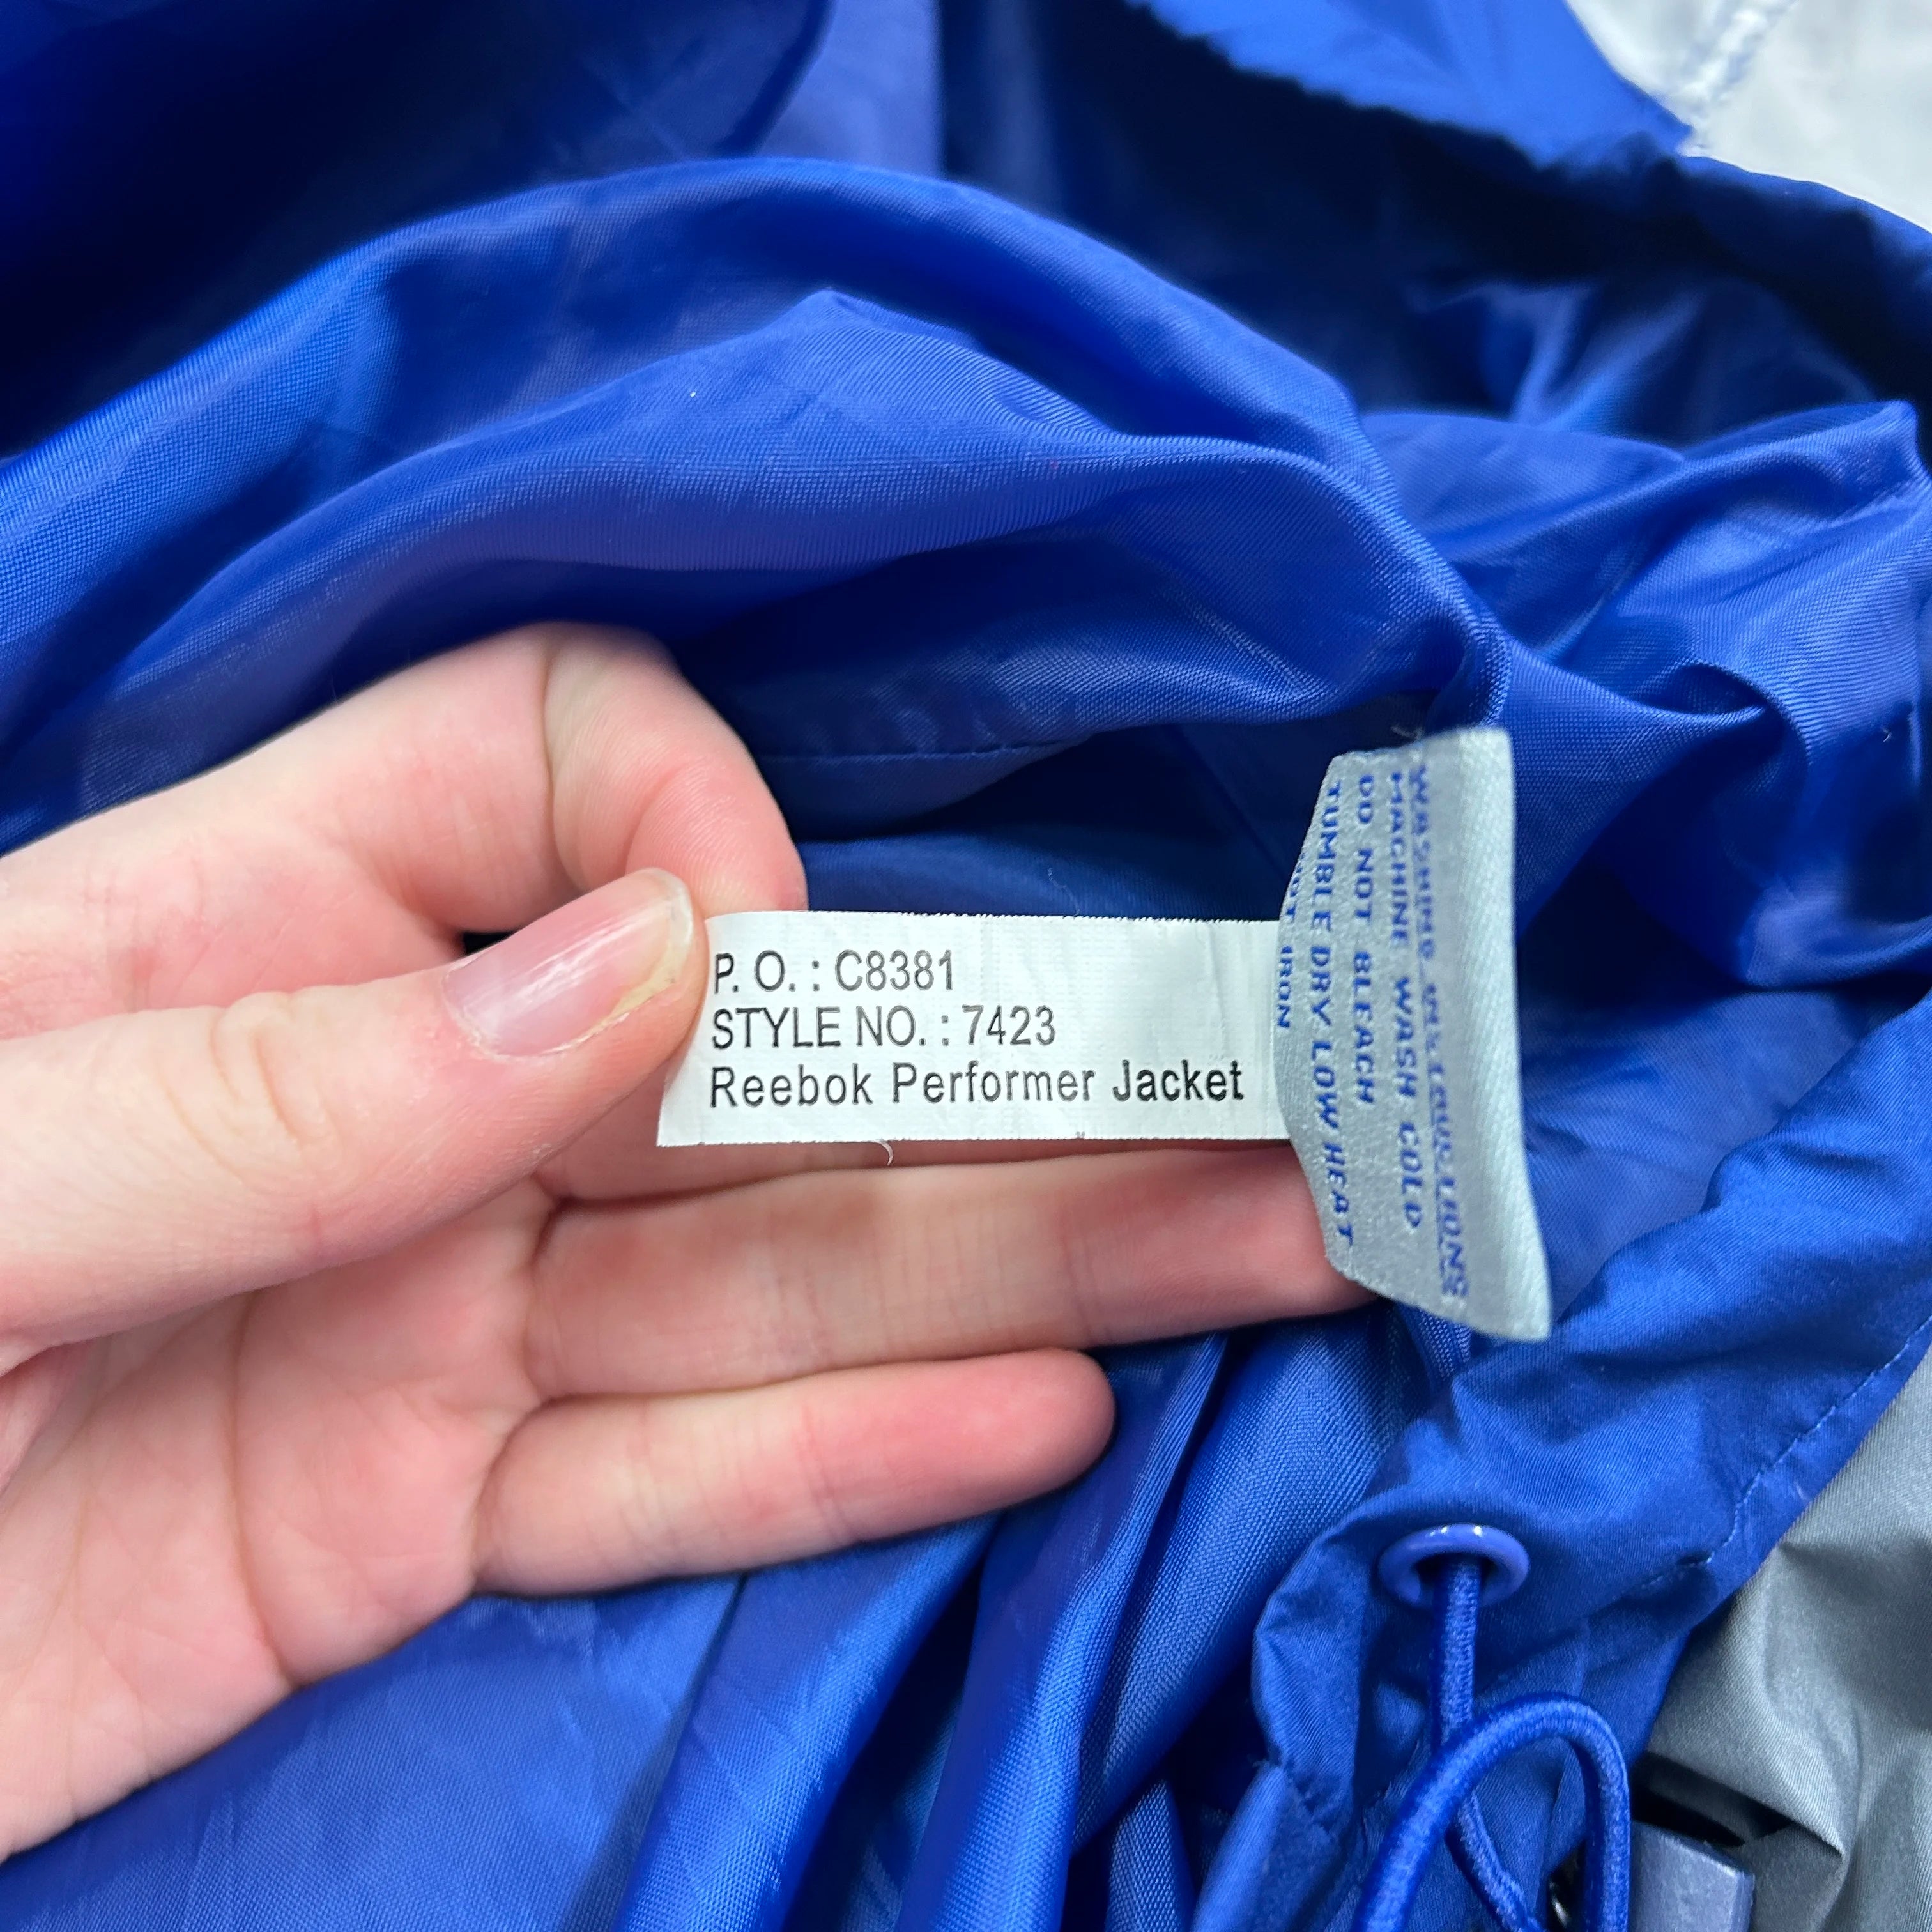 P. O. : C8381
STYLE NO. : 7423
Reebok Performer Jacket
WASHING INSTRUCTIONS
MACHINE WASH COLD
DO NOT BLEACH
TUMBLE DRY LOW HEAT
NOT IRON